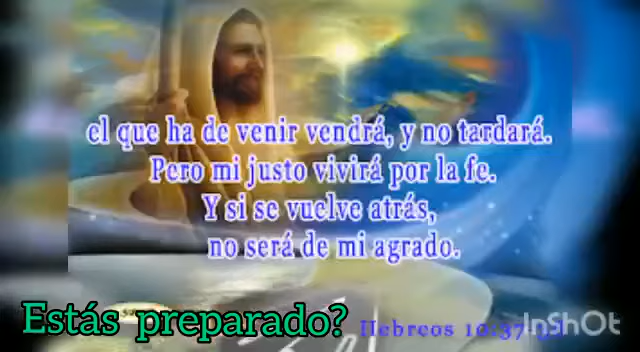 el que ha de venir vendrá, y no tardará.
Pero mi justo vivirá por la fe.
Y si se vuelve atrás,
no será de mi agrado.
Estás preparado?
Hebreos 10:37-
InShOt